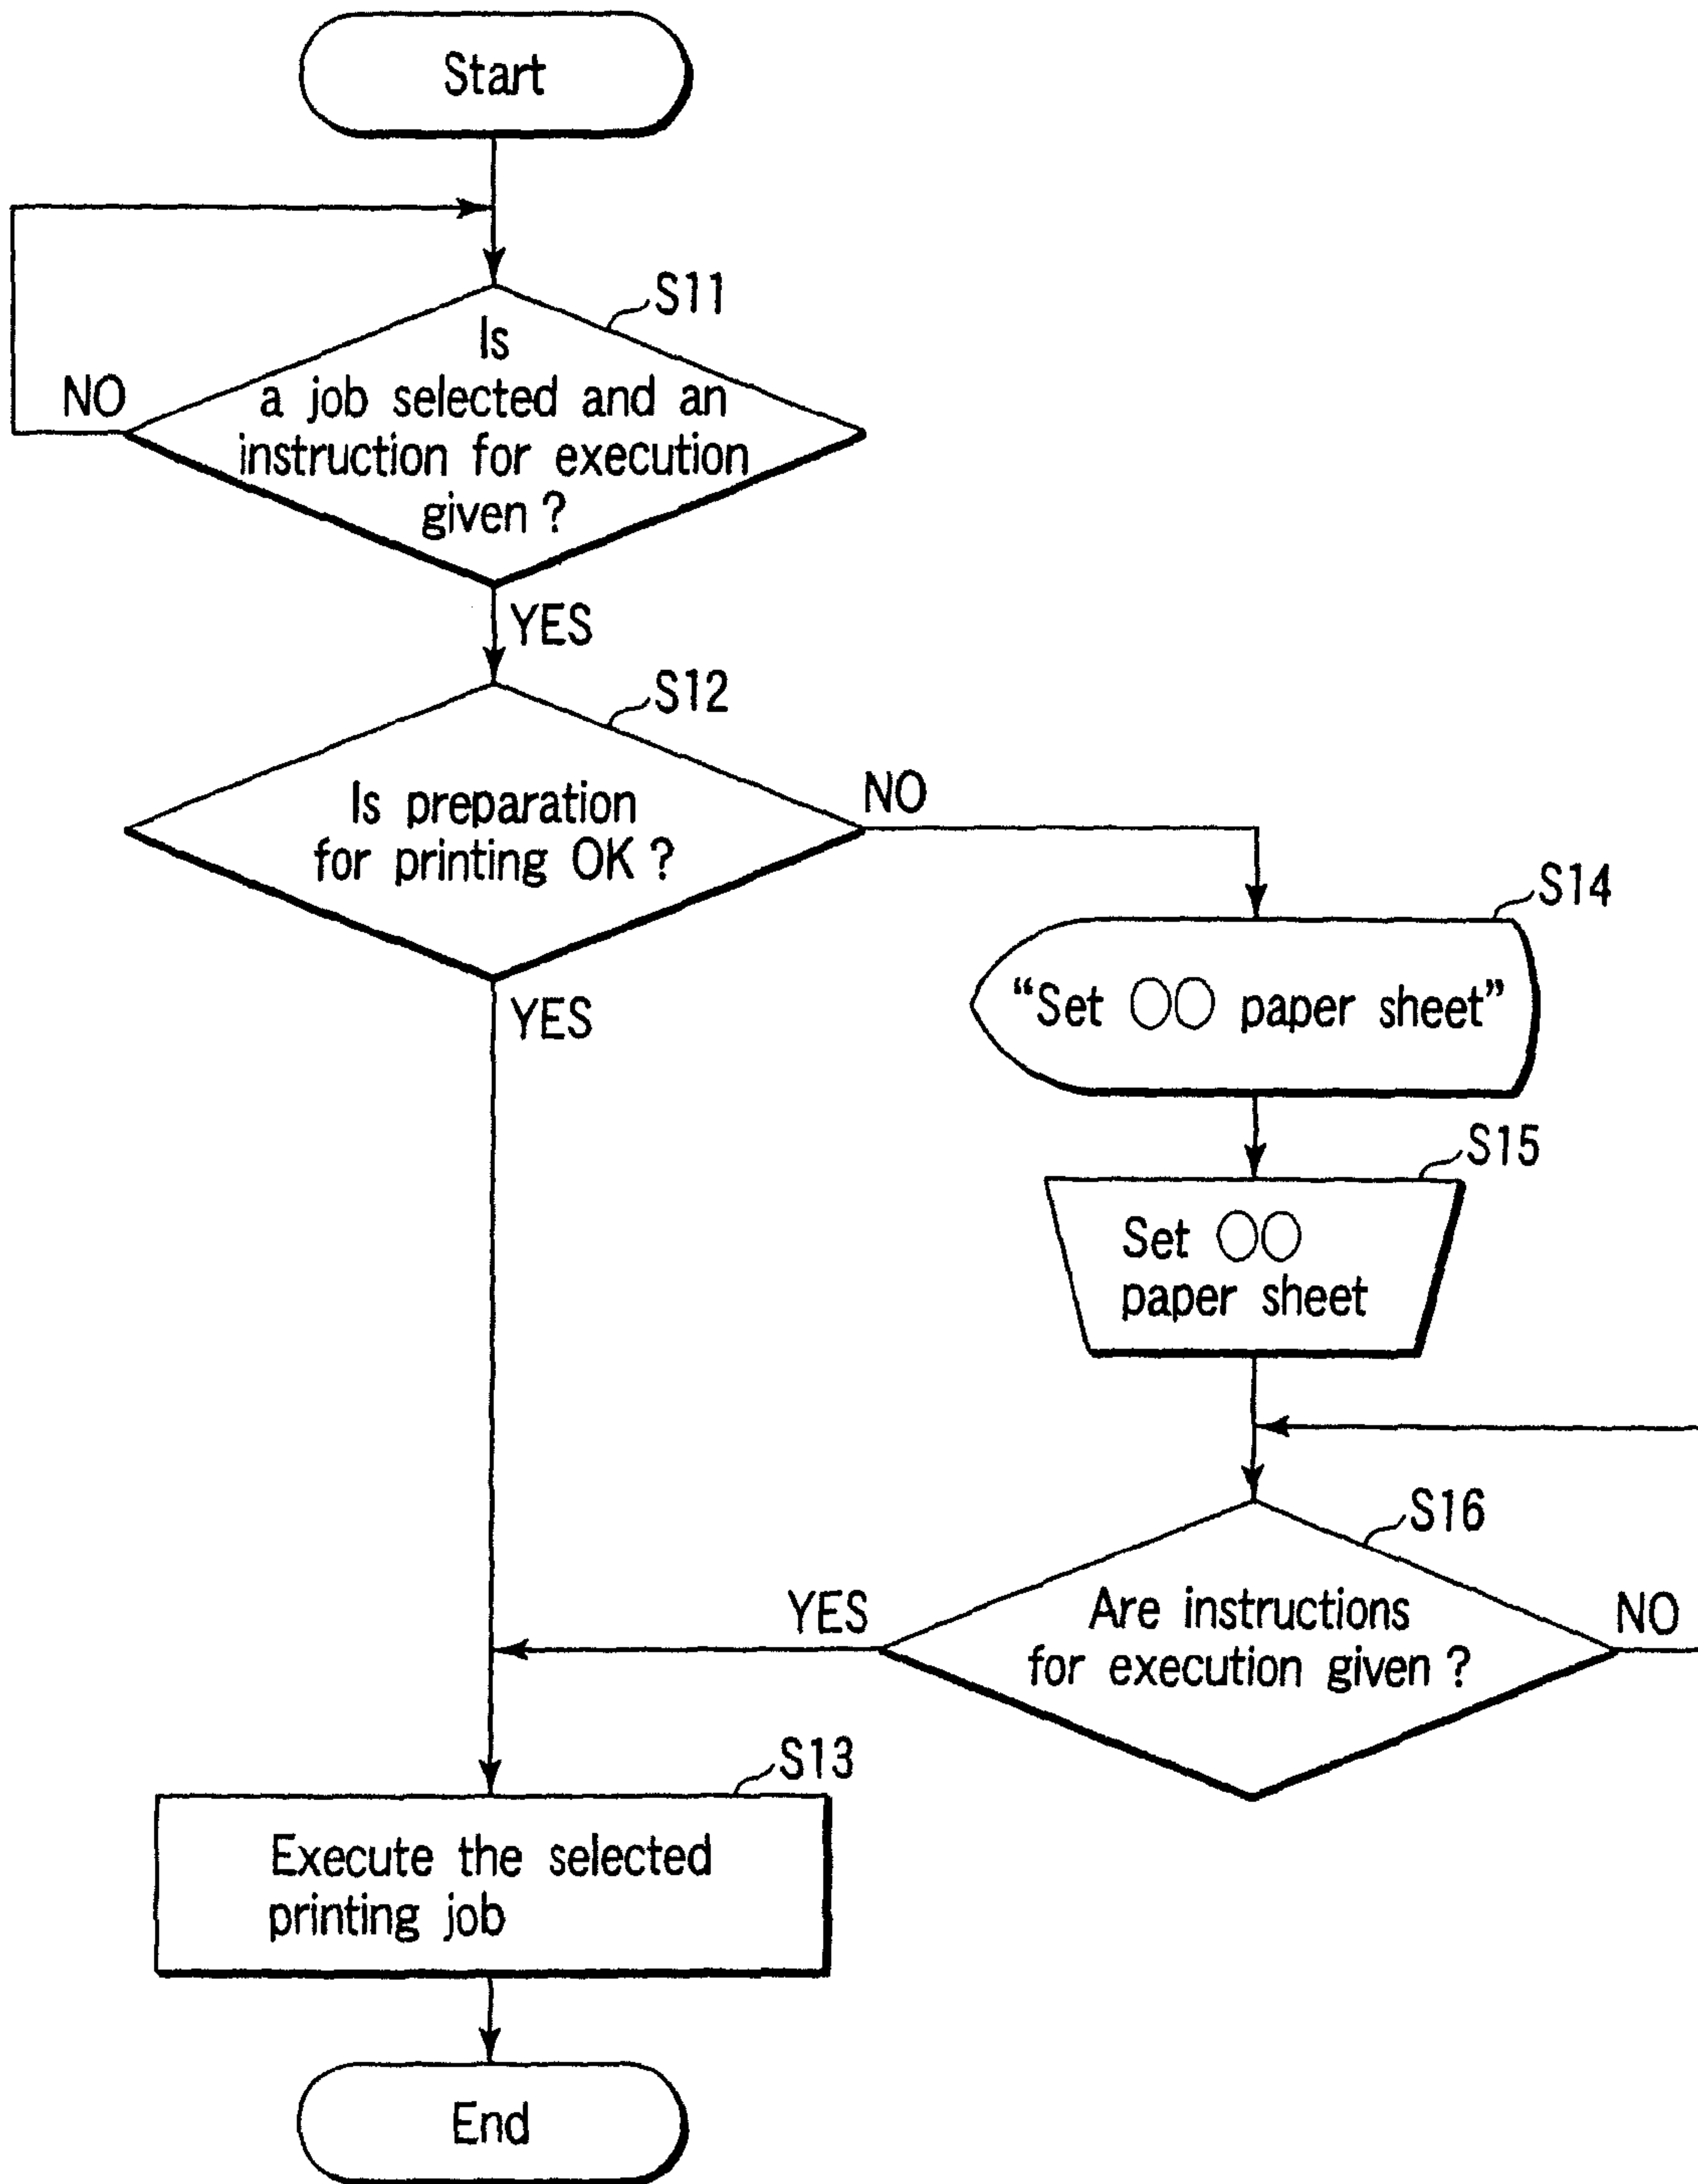 Start
S11
Is
a job selected and an
instruction for execution
given ?
NO
YES
S12
Is preparation
for printing OK ?
NO
YES
S14
“Set ○○ paper sheet”
S15
Set ○○
paper sheet
S16
Are instructions
for execution given ?
YES
NO
S13
Execute the selected
printing job
End